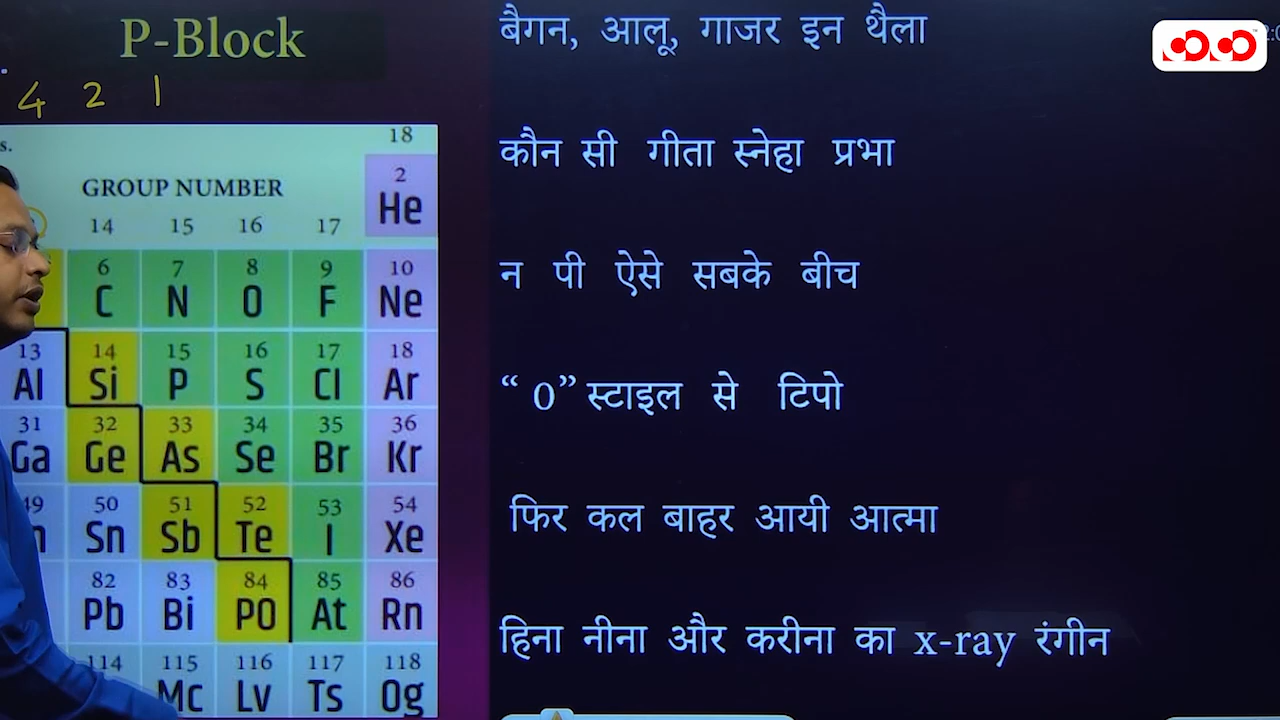 P-Block
4 2 1
s.
18
GROUP NUMBER
14 15 16 17
2
He
6 7 8 9 10
C N O F Ne
13 14 15 16 17 18
Al Si P S Cl Ar
31 32 33 34 35 36
Ga Ge As Se Br Kr
49 50 51 52 53 54
n Sn Sb Te I Xe
82 83 84 85 86
Pb Bi PO At Rn
114 115 116 117 118
Mc Lv Ts Og
बैगन, आलू, गाजर इन थैला
कौन सी गीता स्नेहा प्रभा
न पी ऐसे सबके बीच
“ O” स्टाइल से टिपो
फिर कल बाहर आयी आत्मा
हिना नीना और करीना का x-ray रंगीन